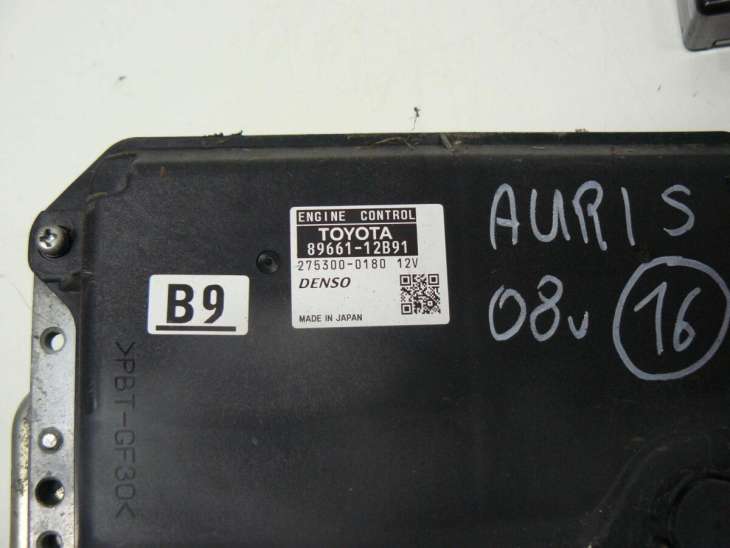 ENGINE CONTROL
TOYOTA
89661-12B91
275300-0180 12V
DENSO
MADE IN JAPAN
B9
AURIS
08v 16
>PBT-GF30<